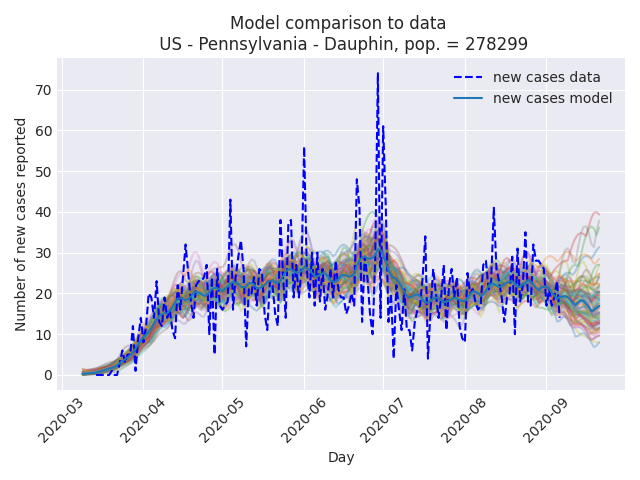 Model comparison to data
US - Pennsylvania - Dauphin, pop. = 278299
new cases data
new cases model
Number of new cases reported
70
60
50
40
30
20
10
0
2020-03
2020-04
2020-05
2020-06
2020-07
2020-08
2020-09
Day